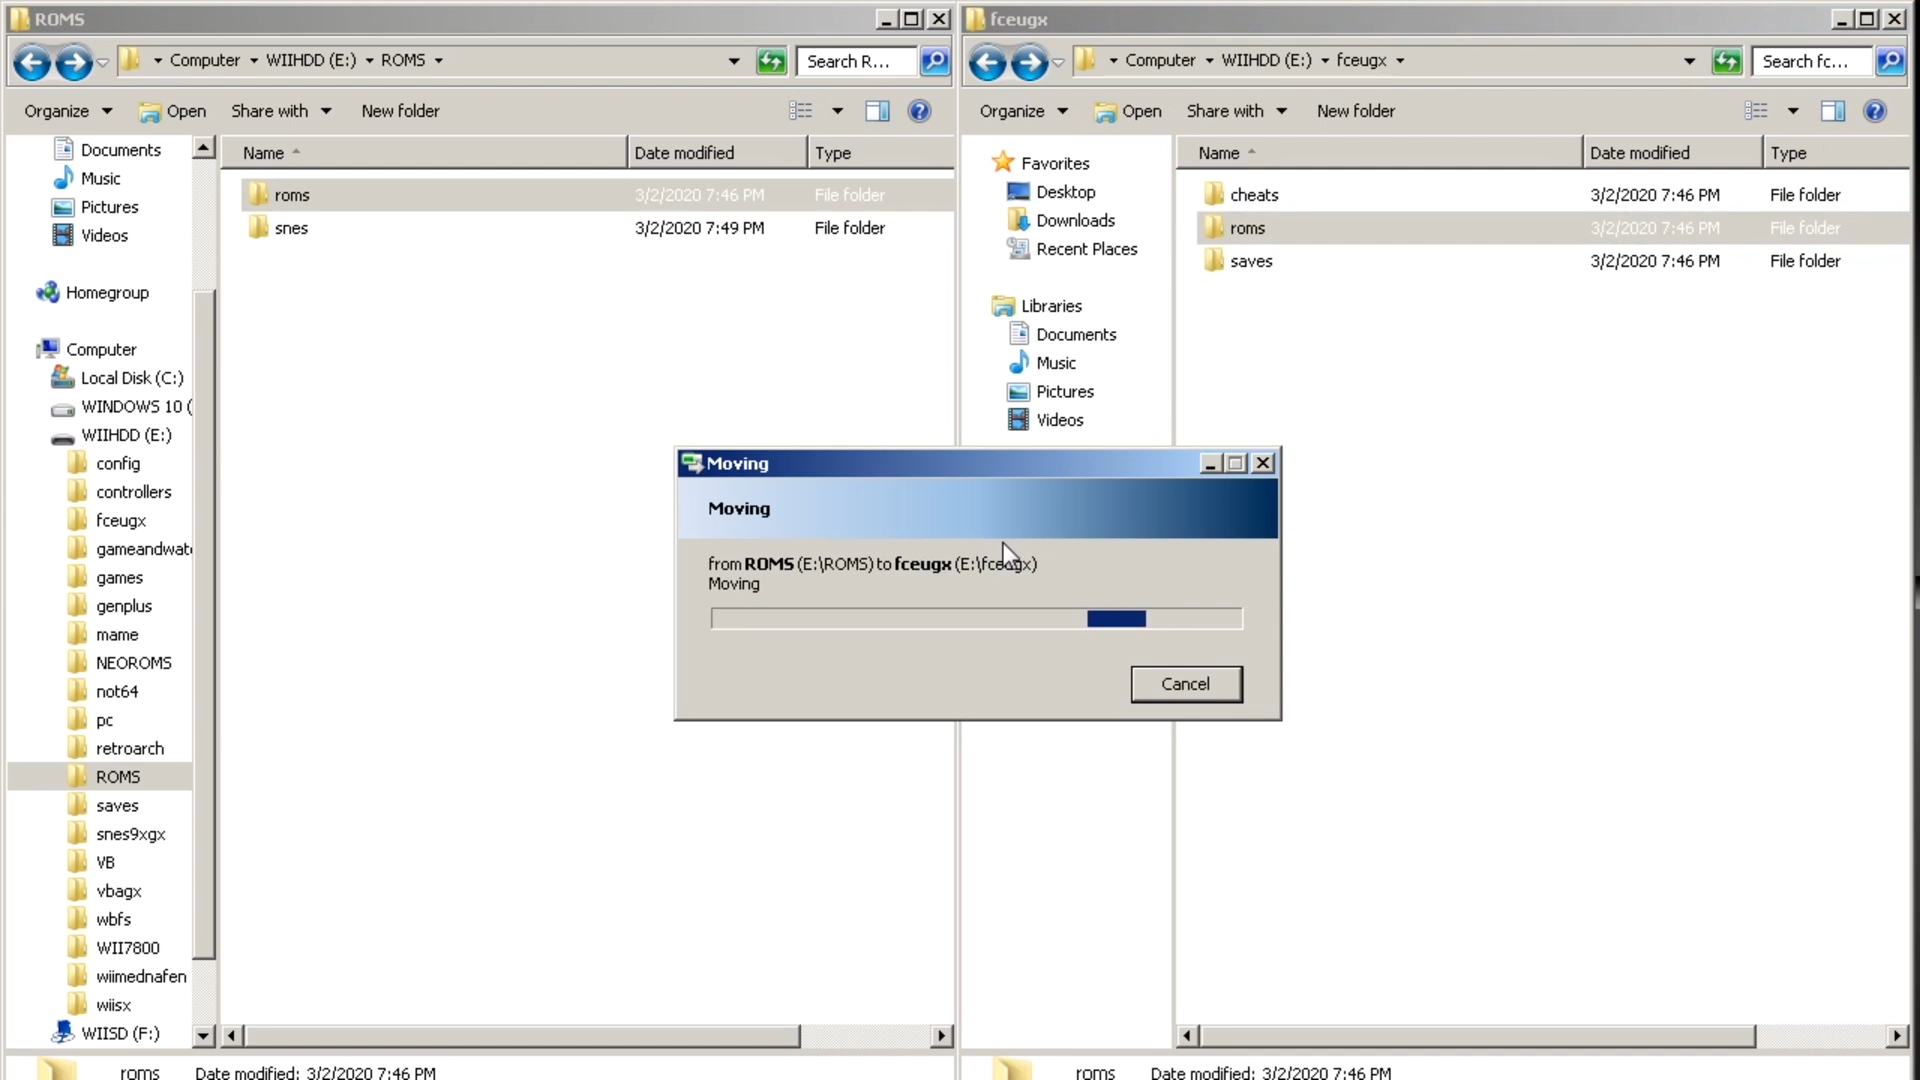 ROMS
Computer WIIHDD (E:) ROMS
Search R...
Organize Open Share with New folder
Documents
Music
Pictures
Videos
Homegroup
Computer
Local Disk (C:)
WINDOWS 10 (
WIIHDD (E:)
config
controllers
fceugx
gameandwat
games
genplus
mame
NEOROMS
not64
pc
retroarch
ROMS
saves
snes9xgx
VB
vbagx
wbfs
WII7800
wiimednafen
wiisx
WIISD (F:)
Name Date modified Type
roms 3/2/2020 7:46 PM File folder
snes 3/2/2020 7:49 PM File folder
roms Date modified: 3/2/2020 7:46 PM
fceugx
Computer WIIHDD (E:) fceugx
Search fc...
Organize Open Share with New folder
Favorites
Desktop
Downloads
Recent Places
Libraries
Documents
Music
Pictures
Videos
Name Date modified Type
cheats 3/2/2020 7:46 PM File folder
roms 3/2/2020 7:46 PM File folder
saves 3/2/2020 7:46 PM File folder
roms Date modified: 3/2/2020 7:46 PM
Moving
Moving
from ROMS (E:\ROMS) to fceugx (E:\fceugx)
Moving
Cancel